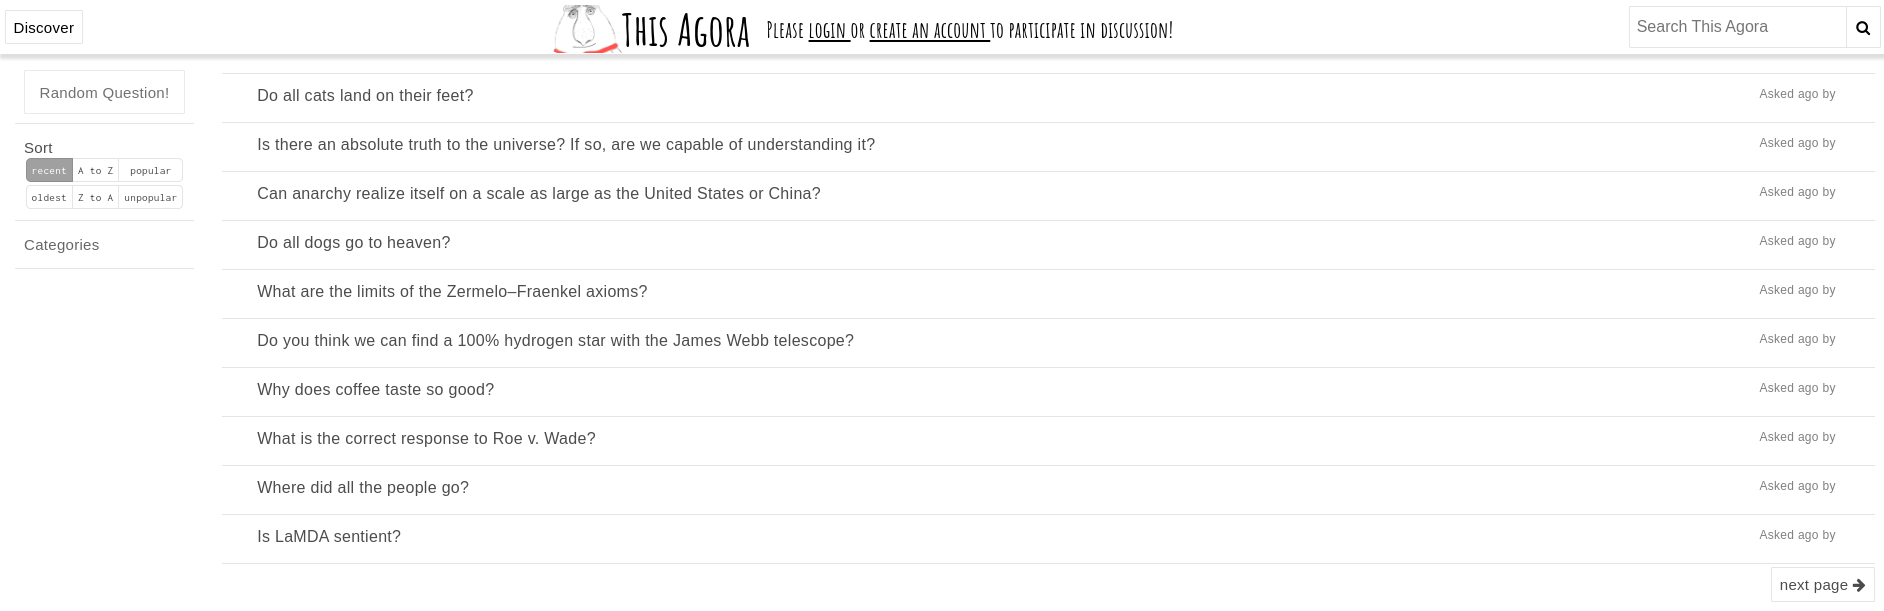 Discover
This Agora
Please login or create an account to participate in discussion!
Search This Agora
Random Question!
Sort
recent A to Z popular
oldest Z to A unpopular
Categories
Do all cats land on their feet? Asked ago by
Is there an absolute truth to the universe? If so, are we capable of understanding it? Asked ago by
Can anarchy realize itself on a scale as large as the United States or China? Asked ago by
Do all dogs go to heaven? Asked ago by
What are the limits of the Zermelo–Fraenkel axioms? Asked ago by
Do you think we can find a 100% hydrogen star with the James Webb telescope? Asked ago by
Why does coffee taste so good? Asked ago by
What is the correct response to Roe v. Wade? Asked ago by
Where did all the people go? Asked ago by
Is LaMDA sentient? Asked ago by
next page